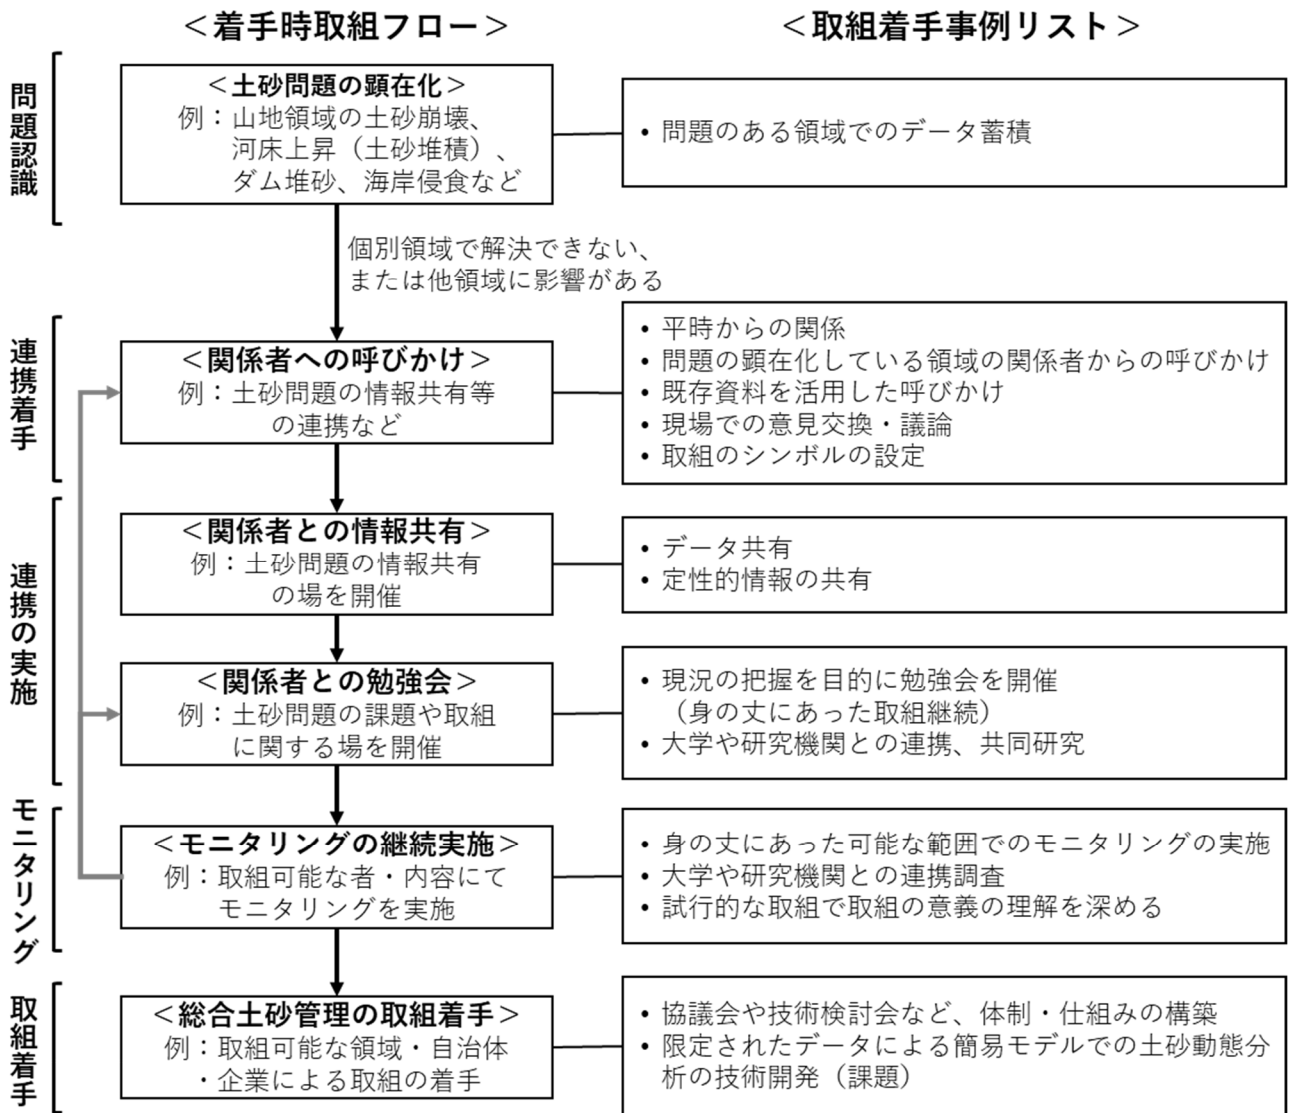 ＜着手時取組フロー＞
＜取組着手事例リスト＞
問題認識
＜土砂問題の顕在化＞
例：山地領域の土砂崩壊、
河床上昇（土砂堆積）、
ダム堆砂、海岸侵食など
• 問題のある領域でのデータ蓄積
個別領域で解決できない、
または他領域に影響がある
連携着手
＜関係者への呼びかけ＞
例：土砂問題の情報共有等
の連携など
• 平時からの関係
• 問題の顕在化している領域の関係者からの呼びかけ
• 既存資料を活用した呼びかけ
• 現場での意見交換・議論
• 取組のシンボルの設定
連携の実施
＜関係者との情報共有＞
例：土砂問題の情報共有
の場を開催
• データ共有
• 定性的情報の共有
＜関係者との勉強会＞
例：土砂問題の課題や取組
に関する場を開催
• 現況の把握を目的に勉強会を開催
（身の丈にあった取組継続）
• 大学や研究機関との連携、共同研究
モニタリング
＜モニタリングの継続実施＞
例：取組可能な者・内容にて
モニタリングを実施
• 身の丈にあった可能な範囲でのモニタリングの実施
• 大学や研究機関との連携調査
• 試行的な取組で取組の意義の理解を深める
取組着手
＜総合土砂管理の取組着手＞
例：取組可能な領域・自治体
・企業による取組の着手
• 協議会や技術検討会など、体制・仕組みの構築
• 限定されたデータによる簡易モデルでの土砂動態分
析の技術開発（課題）